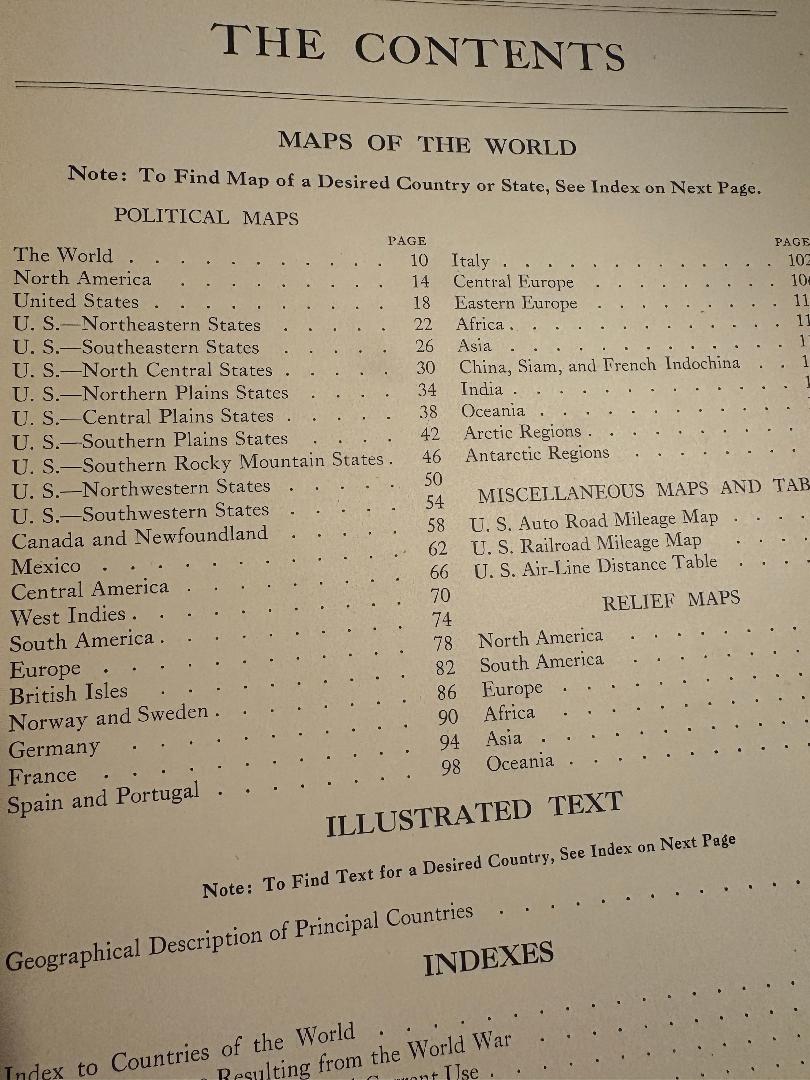 THE CONTENTS
MAPS OF THE WORLD
Note: To Find Map of a Desired Country or State, See Index on Next Page.
POLITICAL MAPS
PAGE
The World . . . . . . . . . . . 10
North America . . . . . . . . . 14
United States . . . . . . . . . . 18
U. S.—Northeastern States . . . . . 22
U. S.—Southeastern States . . . . . 26
U. S.—North Central States . . . . . 30
U. S.—Northern Plains States . . . . 34
U. S.—Central Plains States . . . . . 38
U. S.—Southern Plains States . . . . 42
U. S.—Southern Rocky Mountain States . 46
U. S.—Northwestern States . . . . . 50
U. S.—Southwestern States . . . . . 54
Canada and Newfoundland . . . . . 58
Mexico . . . . . . . . . . . . 62
Central America . . . . . . . . . 66
West Indies . . . . . . . . . . . 70
South America . . . . . . . . . . 74
Europe . . . . . . . . . . . . 78
British Isles . . . . . . . . . . 82
Norway and Sweden . . . . . . . . 86
Germany . . . . . . . . . . . 90
France . . . . . . . . . . . . 94
Spain and Portugal . . . . . . . . 98
PAGE
Italy . . . . . . . . . . . . 102
Central Europe . . . . . . . . .
Eastern Europe . . . . . . . . .
Africa . . . . . . . . . . . .
Asia . . . . . . . . . . . .
China, Siam, and French Indochina . .
India . . . . . . . . . . . .
Oceania . . . . . . . . . . .
Arctic Regions . . . . . . . . .
Antarctic Regions . . . . . . .
MISCELLANEOUS MAPS AND TAB
U. S. Auto Road Mileage Map . . . .
U. S. Railroad Mileage Map . . . .
U. S. Air-Line Distance Table . . . .
RELIEF MAPS
North America . . . . . . . .
South America . . . . . . . .
Europe . . . . . . . . . .
Africa . . . . . . . . . .
Asia . . . . . . . . . . .
Oceania . . . . . . . . . .
ILLUSTRATED TEXT
Note: To Find Text for a Desired Country, See Index on Next Page
Geographical Description of Principal Countries . . . . . . . . . . . .
INDEXES
Index to Countries of the World . . . . . . . . . . . . . .
Resulting from the World War . . . . . . . . .
Current Use . . . . . . . . . .